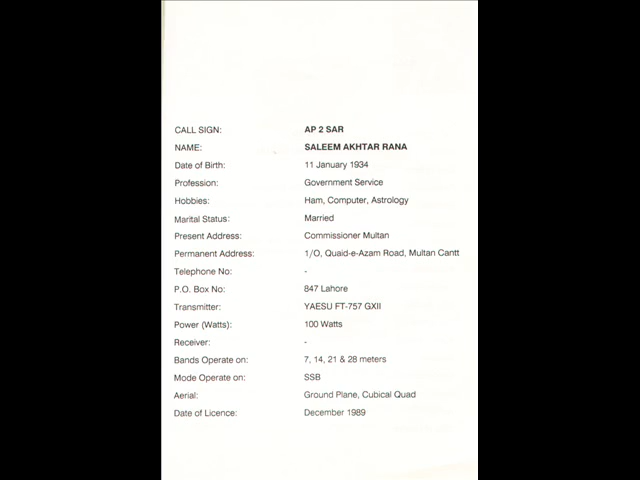 CALL SIGN: AP 2 SAR
NAME: SALEEM AKHTAR RANA
Date of Birth: 11 January 1934
Profession: Government Service
Hobbies: Ham, Computer, Astrology
Marital Status: Married
Present Address: Commissioner Multan
Permanent Address: 1/O, Quaid-e-Azam Road, Multan Cantt
Telephone No: -
P.O. Box No: 847 Lahore
Transmitter: YAESU FT-757 GXII
Power (Watts): 100 Watts
Receiver: -
Bands Operate on: 7, 14, 21 & 28 meters
Mode Operate on: SSB
Aerial: Ground Plane, Cubical Quad
Date of Licence: December 1989